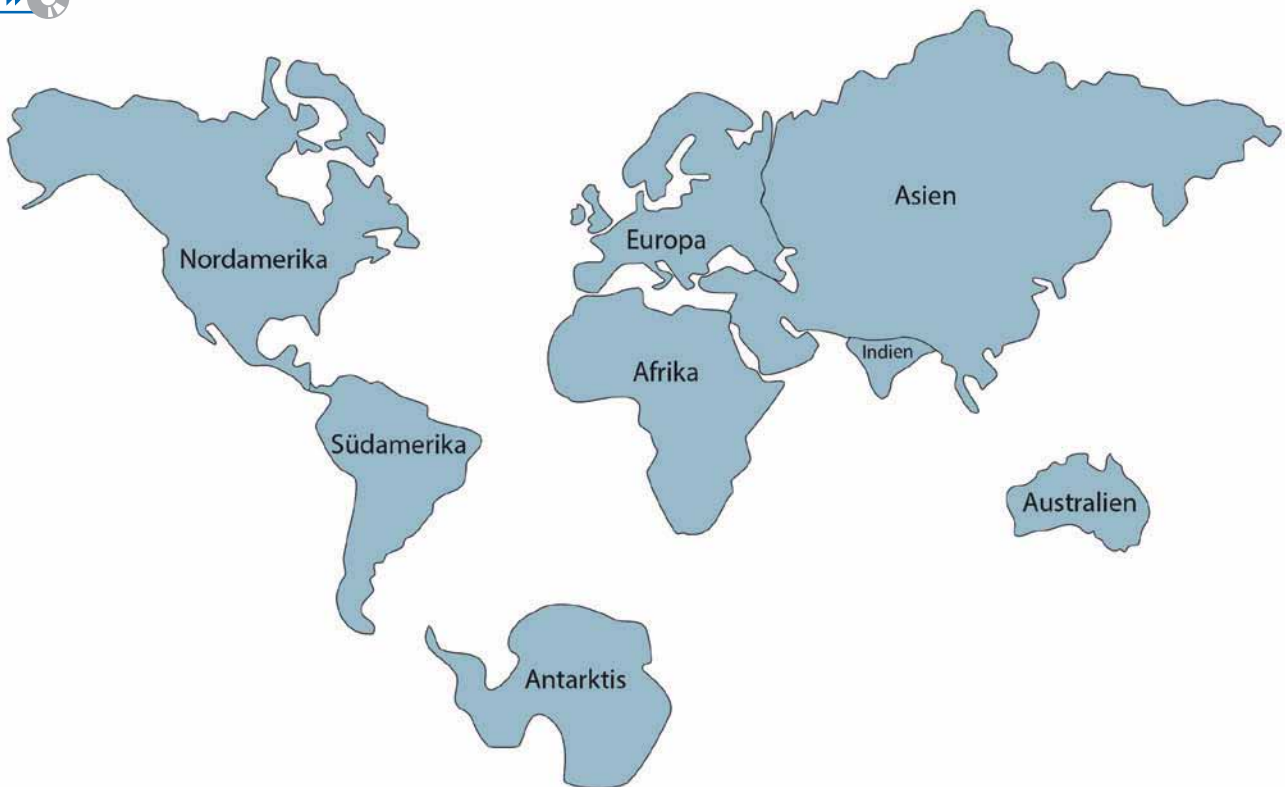 Nordamerika
Europa
Asien
Indien
Afrika
Südamerika
Australien
Antarktis